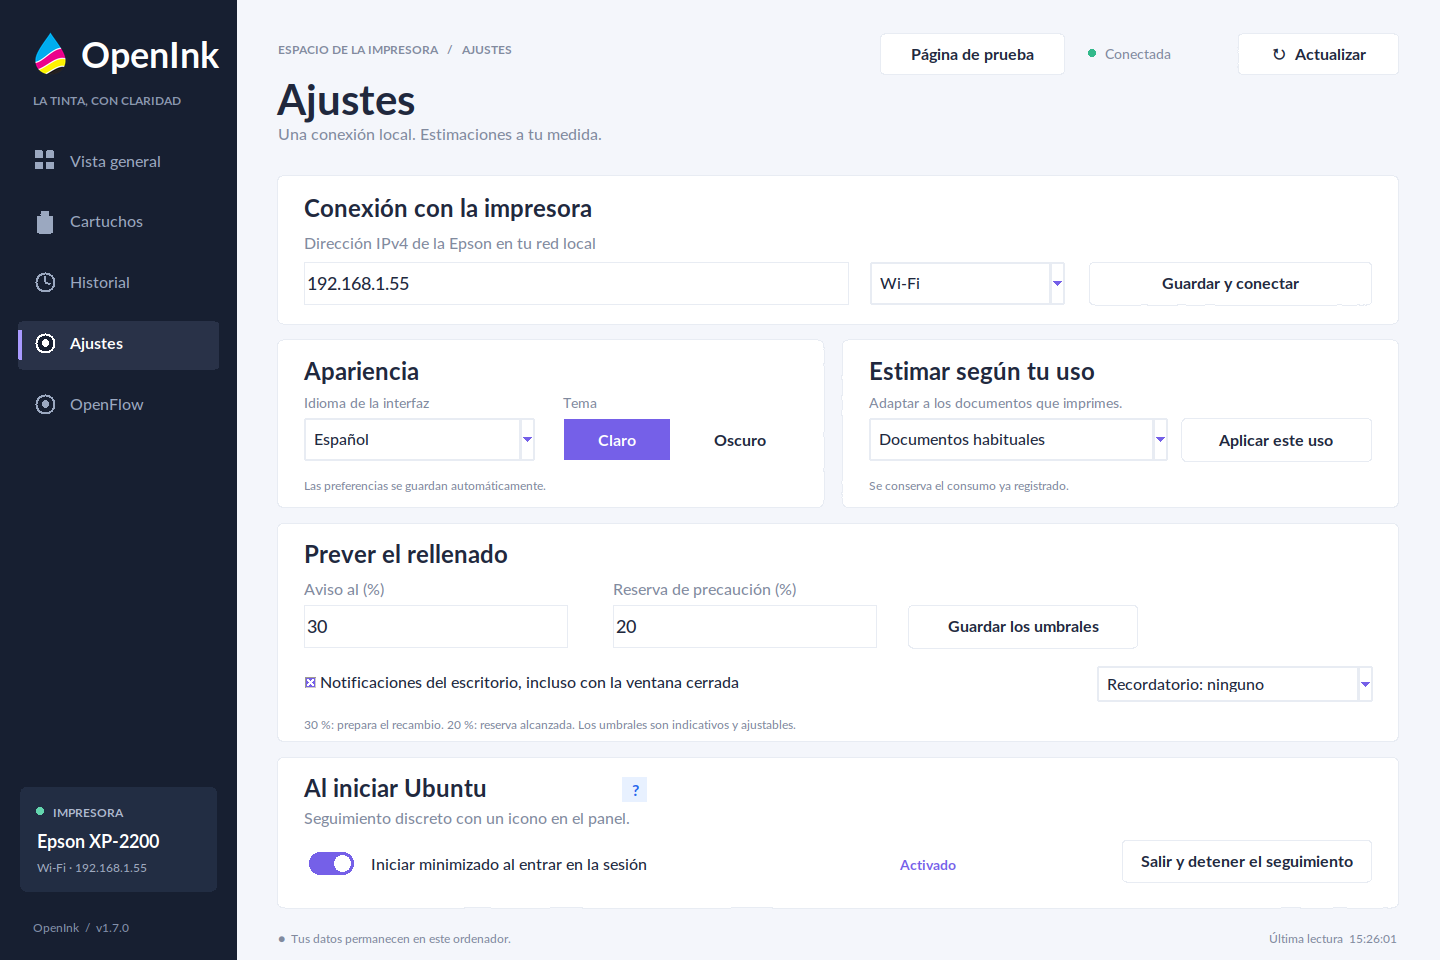 OpenInk
LA TINTA, CON CLARIDAD
Vista general
Cartuchos
Historial
Ajustes
OpenFlow
IMPRESORA
Epson XP-2200
Wi-Fi · 192.168.1.55
OpenInk / v1.7.0
ESPACIO DE LA IMPRESORA / AJUSTES
Página de prueba
Conectada
↻ Actualizar
Ajustes
Una conexión local. Estimaciones a tu medida.
Conexión con la impresora
Dirección IPv4 de la Epson en tu red local
192.168.1.55
Wi-Fi
Guardar y conectar
Apariencia
Idioma de la interfaz
Tema
Español
Claro
Oscuro
Las preferencias se guardan automáticamente.
Estimar según tu uso
Adaptar a los documentos que imprimes.
Documentos habituales
Aplicar este uso
Se conserva el consumo ya registrado.
Prever el rellenado
Aviso al (%)
Reserva de precaución (%)
30
20
Guardar los umbrales
Notificaciones del escritorio, incluso con la ventana cerrada
Recordatorio: ninguno
30 %: prepara el recambio. 20 %: reserva alcanzada. Los umbrales son indicativos y ajustables.
Al iniciar Ubuntu
?
Seguimiento discreto con un icono en el panel.
Iniciar minimizado al entrar en la sesión
Activado
Salir y detener el seguimiento
● Tus datos permanecen en este ordenador.
Última lectura 15:26:01